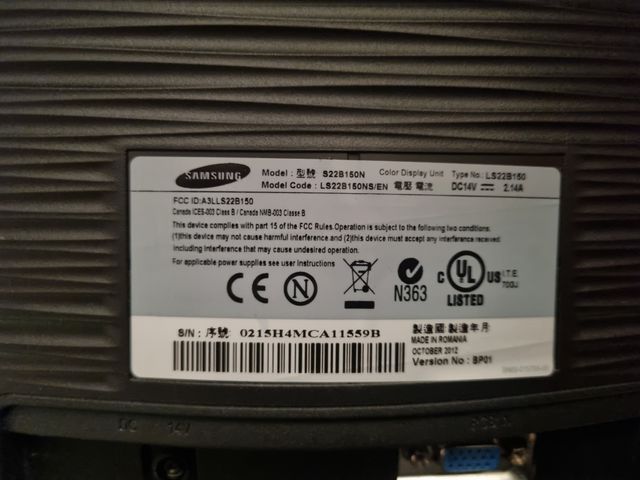 SAMSUNG
Model : 型號 S22B150N Color Display Unit Type No.: LS22B150
Model Code : LS22B150NS/EN 電壓 電流 DC14V ⎓ 2.14A
FCC ID:A3LLS22B150
Canada ICES-003 Class B / Canada NMB-003 Classe B
This device complies with part 15 of the FCC Rules.Operation is subject to the following two conditions.
(1)this device may not cause harmful interference and (2)this device must accept any interference received:
including interference that may cause undesired operation.
For applicable power supplies see user Instructions
CE N N363 C UL US I.T.E.
LISTED 70GJ
S/N: 序號: 0215H4MCA11559B
製造國:製造年月
MADE IN ROMANIA
OCTOBER 2012
Version No : BP01
DC 14V